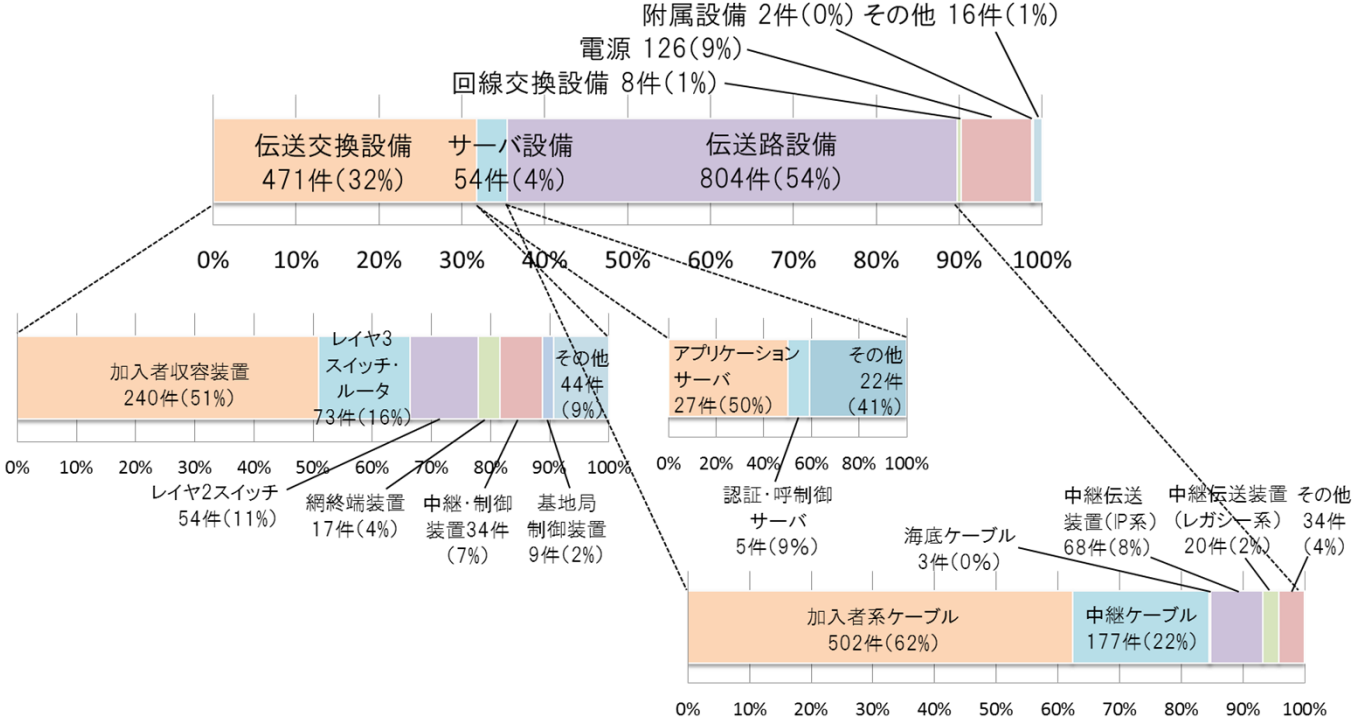 附属設備 2件(0%) その他 16件(1%)
電源 126(9%)
回線交換設備 8件(1%)
伝送交換設備
471件(32%)
サーバ設備
54件(4%)
伝送路設備
804件(54%)
0% 10% 20% 30% 40% 50% 60% 70% 80% 90% 100%
加入者収容装置
240件(51%)
レイヤ3
スイッチ・
ルータ
73件(16%)
その他
44件
(9%)
0% 10% 20% 30% 40% 50% 60% 70% 80% 90% 100%
レイヤ2スイッチ
54件(11%)
網終端装置
17件(4%)
中継・制御
装置34件
(7%)
基地局
制御装置
9件(2%)
アプリケーション
サーバ
27件(50%)
その他
22件
(41%)
0% 20% 40% 60% 80% 100%
認証・呼制御
サーバ
5件(9%)
海底ケーブル
3件(0%)
中継伝送
装置(IP系)
68件(8%)
中継伝送装置
(レガシー系)
20件(2%)
その他
34件
(4%)
加入者系ケーブル
502件(62%)
中継ケーブル
177件(22%)
0% 10% 20% 30% 40% 50% 60% 70% 80% 90% 100%